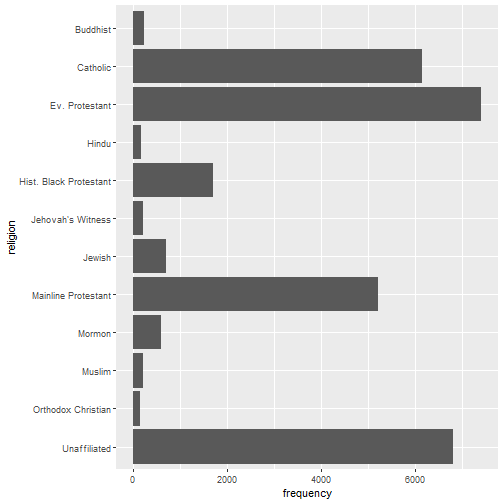 Buddhist
Catholic
Ev. Protestant
Hindu
Hist. Black Protestant
Jehovah's Witness
Jewish
Mainline Protestant
Mormon
Muslim
Orthodox Christian
Unaffiliated
religion
0 2000 4000 6000
frequency